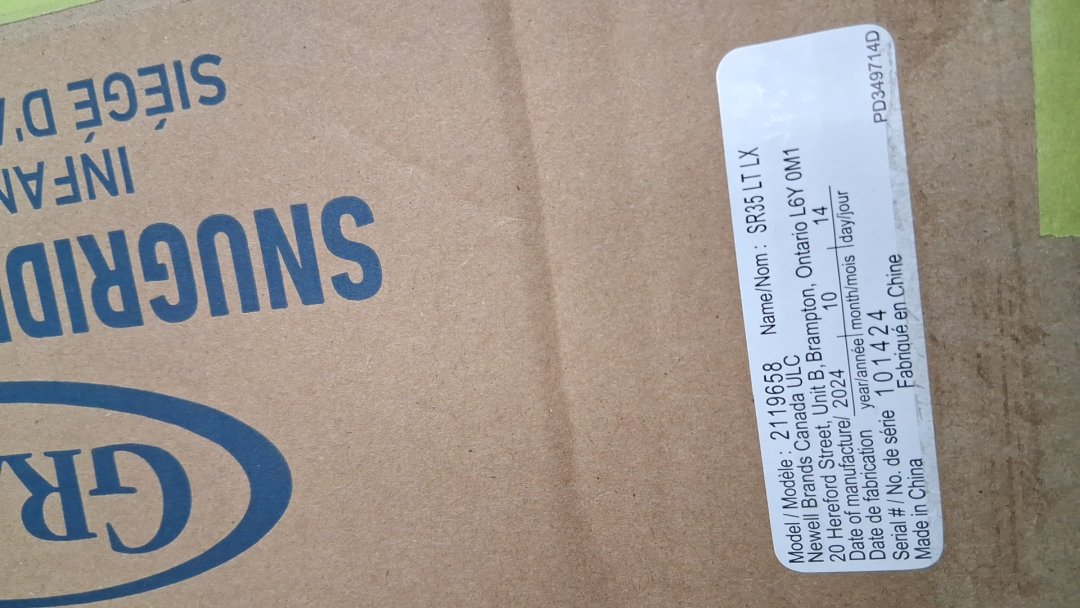 GRA
SNUGRID
INFAN
SIÈGE D'A
Model / Modèle : 2119658 Name/Nom : SR35 LT LX
Newell Brands Canada ULC
20 Hereford Street, Unit B, Brampton, Ontario L6Y 0M1
Date of manufacture/ 2024 10 14
Date de fabrication year/année month/mois day/jour
Serial # / No. de série 101424
Made in China Fabriqué en Chine
PD349714D